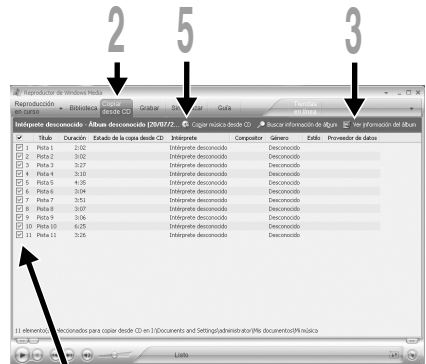 2 5 3
Reproductor de Windows Media
Reproducción en curso Biblioteca Copiar desde CD Grabar Sincronizar Guía Tiendas en línea
Intérprete desconocido - Álbum desconocido (20/07/2... Copiar música desde CD Buscar información de álbum Ver información del álbum
Título Duración Estado de la copia desde CD Intérprete Compositor Género Estilo Proveedor de datos
1 Pista 1 2:02 Intérprete desconocido Desconocido
2 Pista 2 3:02 Intérprete desconocido Desconocido
3 Pista 3 3:27 Intérprete desconocido Desconocido
4 Pista 4 3:10 Intérprete desconocido Desconocido
5 Pista 5 4:35 Intérprete desconocido Desconocido
6 Pista 6 3:04 Intérprete desconocido Desconocido
7 Pista 7 3:51 Intérprete desconocido Desconocido
8 Pista 8 3:07 Intérprete desconocido Desconocido
9 Pista 9 3:06 Intérprete desconocido Desconocido
10 Pista 10 6:25 Intérprete desconocido Desconocido
11 Pista 11 3:26 Intérprete desconocido Desconocido
11 elemento(s) seleccionados para copiar desde CD en I:\Documents and Settings\administrator\Mis documentos\Mi música
Listo